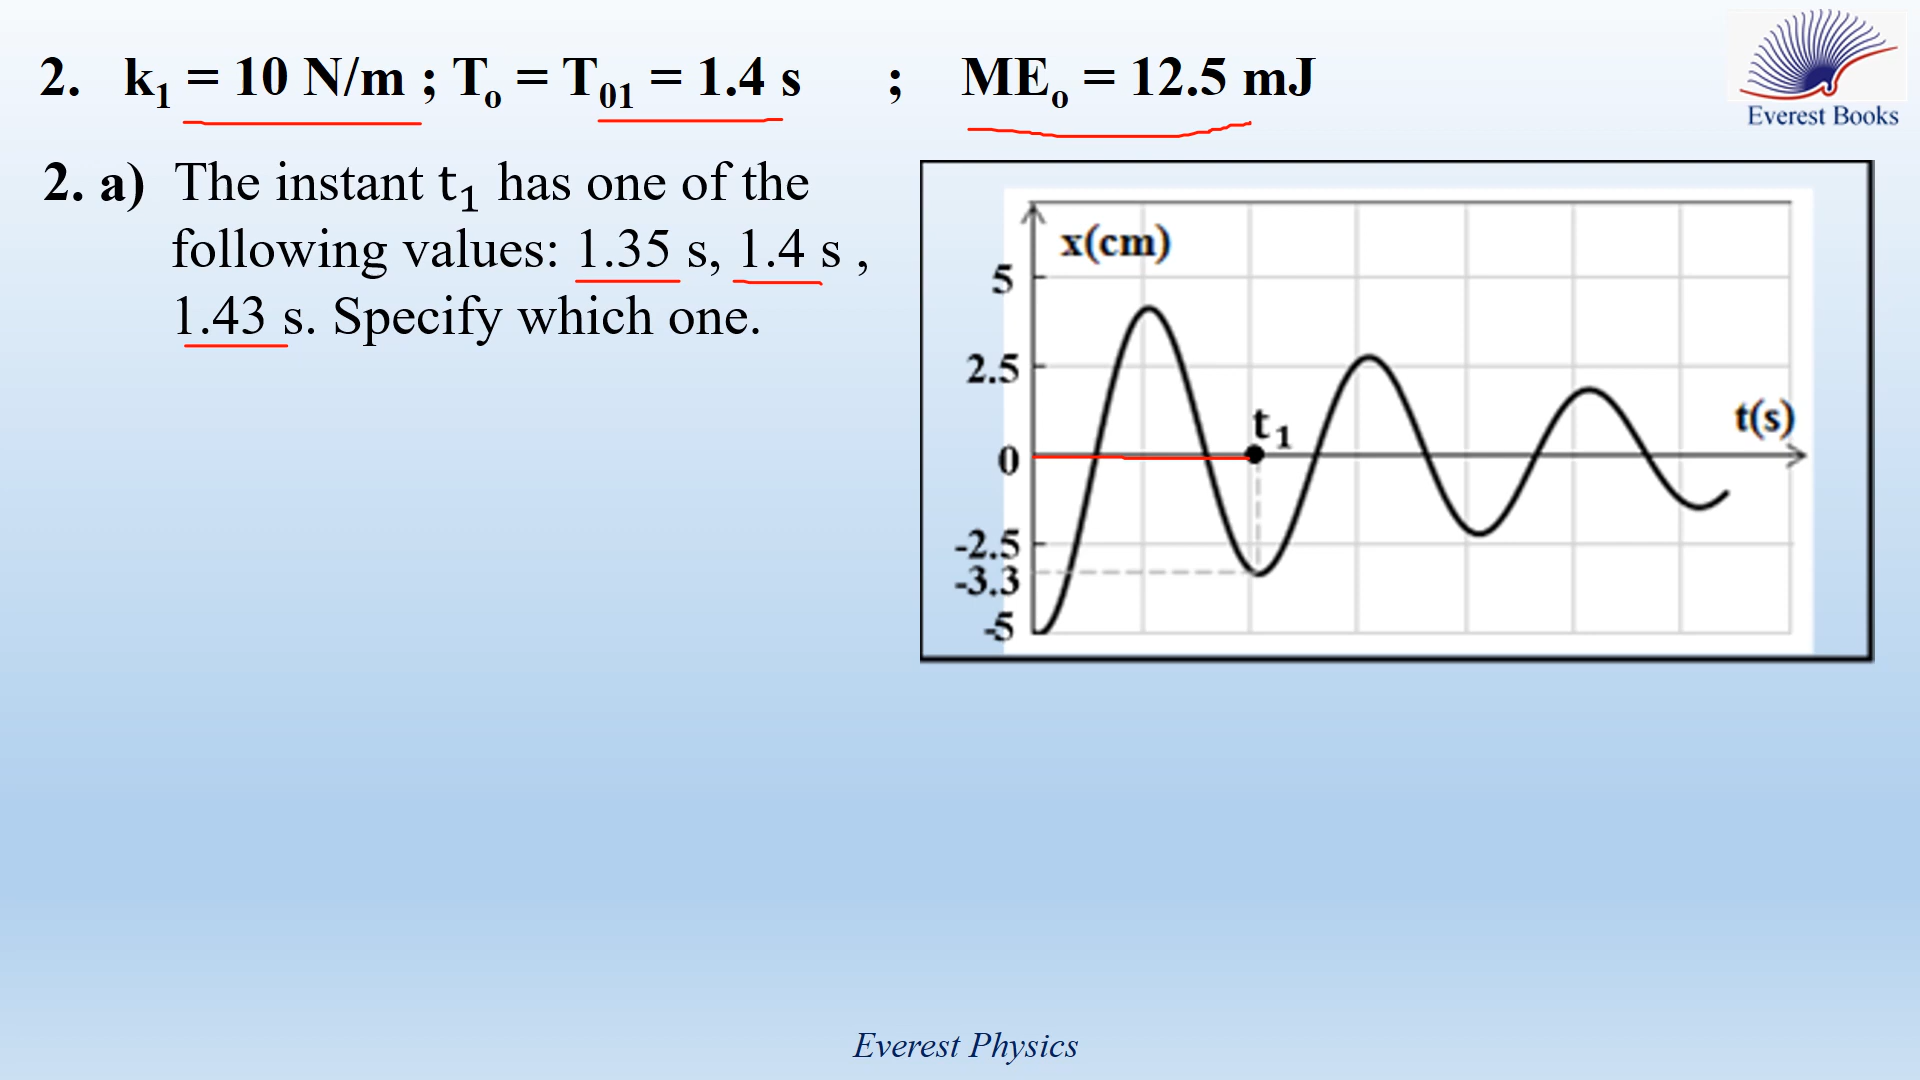 2. k₁ = 10 N/m ; Tₒ = T₀₁ = 1.4 s ; MEₒ = 12.5 mJ
Everest Books
2. a) The instant t₁ has one of the
following values: 1.35 s, 1.4 s ,
1.43 s. Specify which one.
x(cm)
5
2.5
t₁
t(s)
0
-2.5
-3.3
-5
Everest Physics